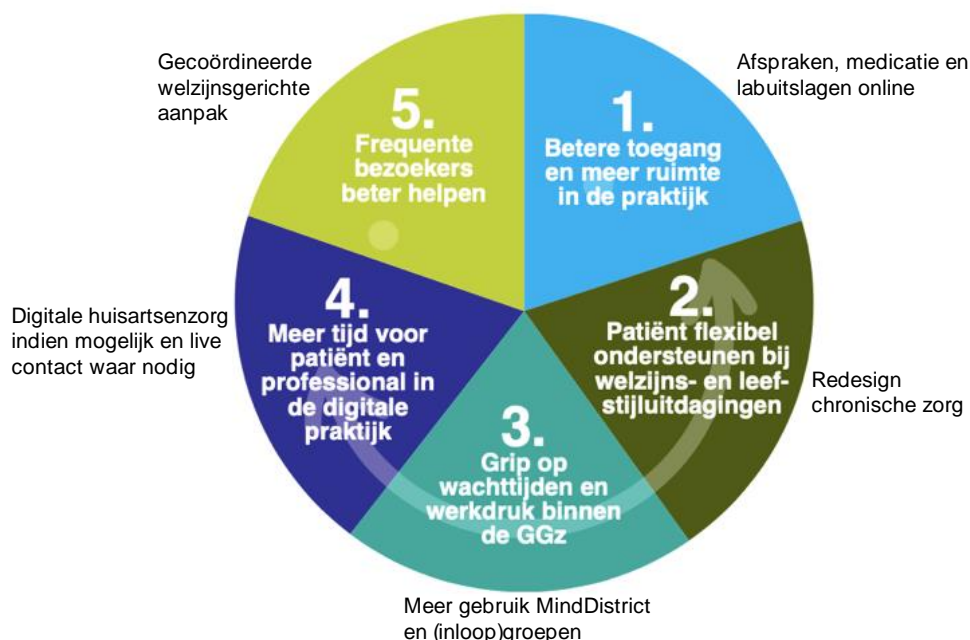 Gecoördineerde
welzijnsgerichte
aanpak
5.
Frequente
bezoekers
beter helpen
1.
Betere toegang
en meer ruimte
in de praktijk
Afspraken, medicatie en
labuitslagen online
2.
Patiënt flexibel
ondersteunen bij
welzijns- en leef-
stijluitdagingen
Redesign
chronische zorg
3.
Grip op
wachttijden en
werkdruk binnen
de GGz
Meer gebruik MindDistrict
en (inloop)groepen
4.
Meer tijd voor
patiënt en
professional in
de digitale
praktijk
Digitale huisartsenzorg
indien mogelijk en live
contact waar nodig